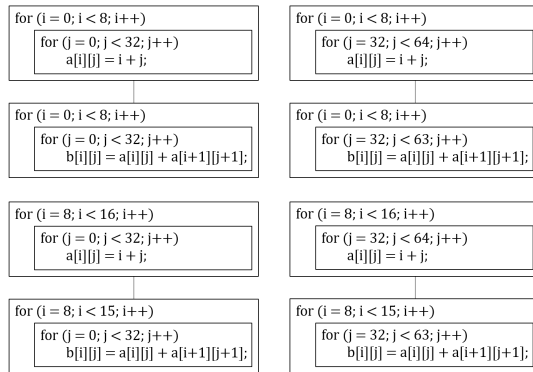 for (i = 0; i < 8; i++)
for (j = 0; j < 32; j++)
a[i][j] = i + j;
for (i = 0; i < 8; i++)
for (j = 0; j < 32; j++)
b[i][j] = a[i][j] + a[i+1][j+1];
for (i = 8; i < 16; i++)
for (j = 0; j < 32; j++)
a[i][j] = i + j;
for (i = 8; i < 15; i++)
for (j = 0; j < 32; j++)
b[i][j] = a[i][j] + a[i+1][j+1];
for (i = 0; i < 8; i++)
for (j = 32; j < 64; j++)
a[i][j] = i + j;
for (i = 0; i < 8; i++)
for (j = 32; j < 63; j++)
b[i][j] = a[i][j] + a[i+1][j+1];
for (i = 8; i < 16; i++)
for (j = 32; j < 64; j++)
a[i][j] = i + j;
for (i = 8; i < 15; i++)
for (j = 32; j < 63; j++)
b[i][j] = a[i][j] + a[i+1][j+1];